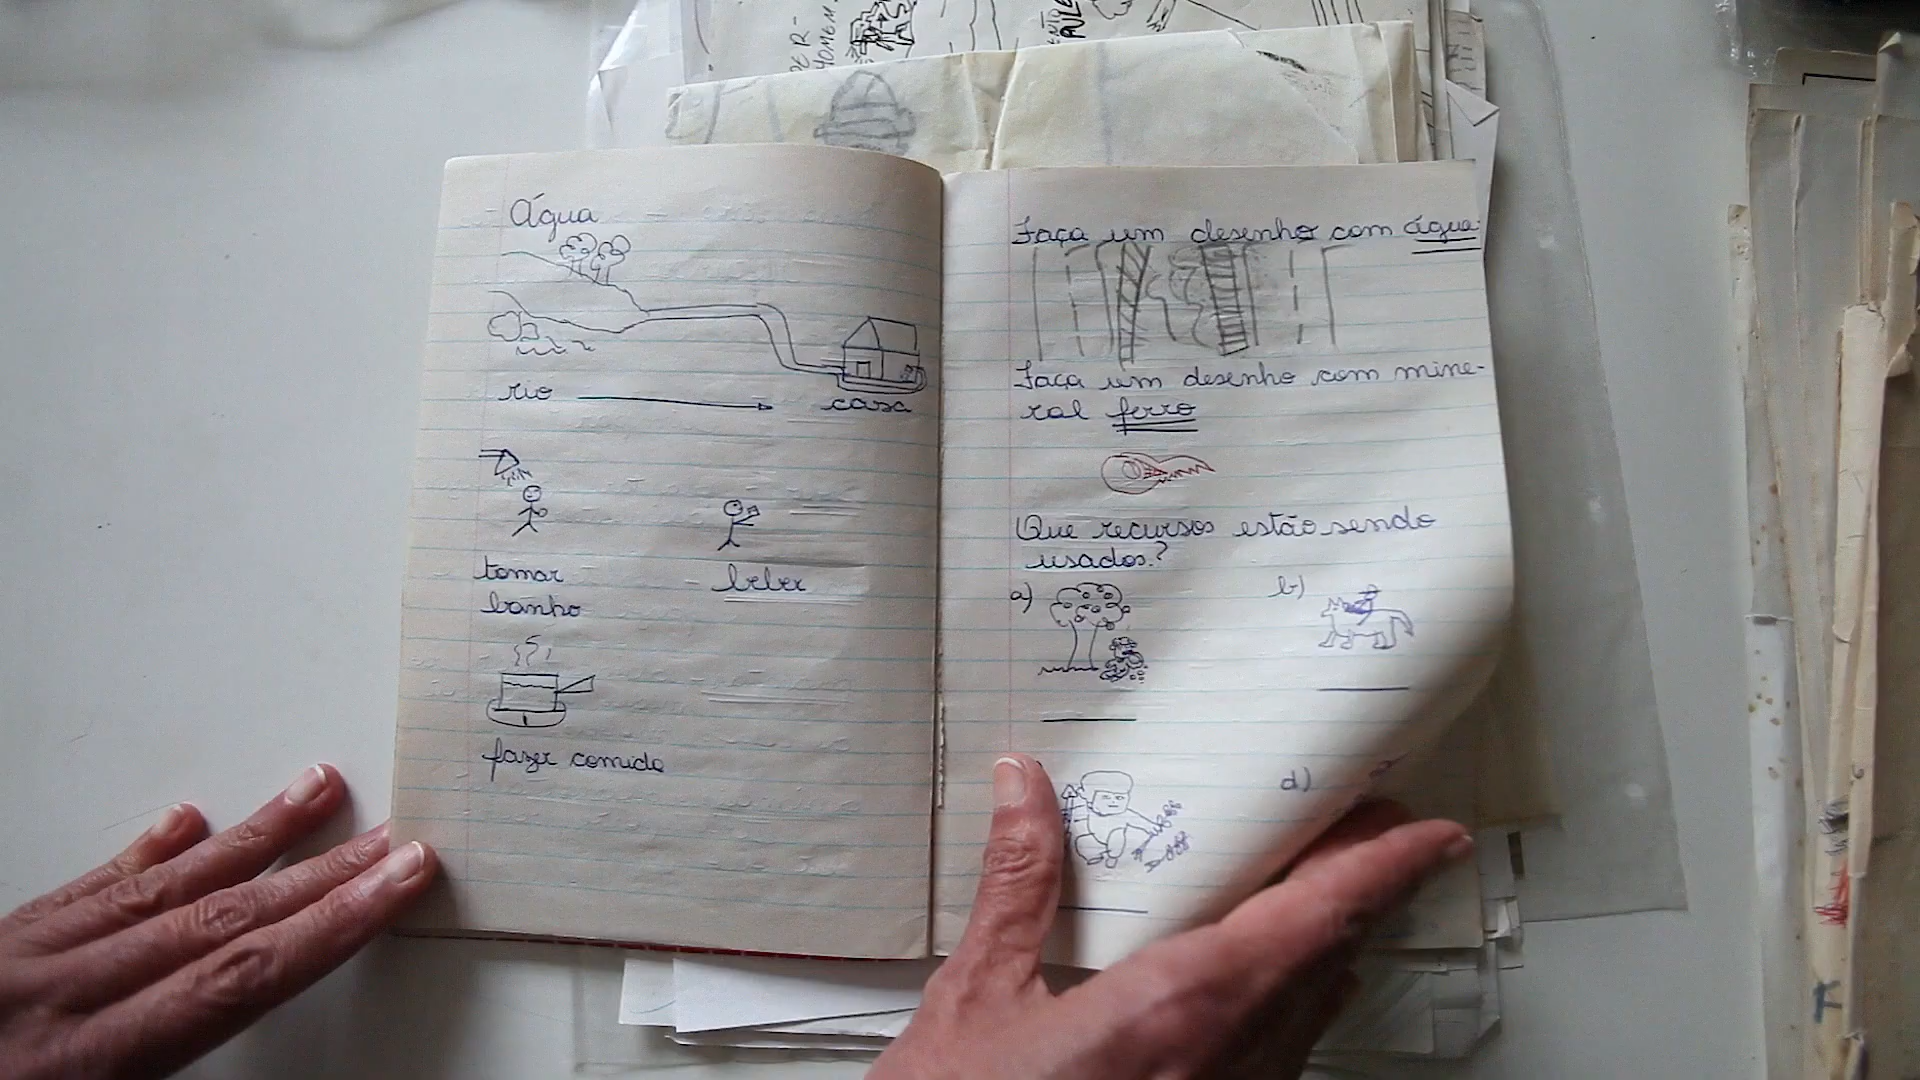 Água
rio
casa
tomar
banho
beber
fazer comida
Faça um desenho com água:
Faça um desenho com mine-
ral ferro
Que recursos estão sendo
usados?
a)
b)
d)